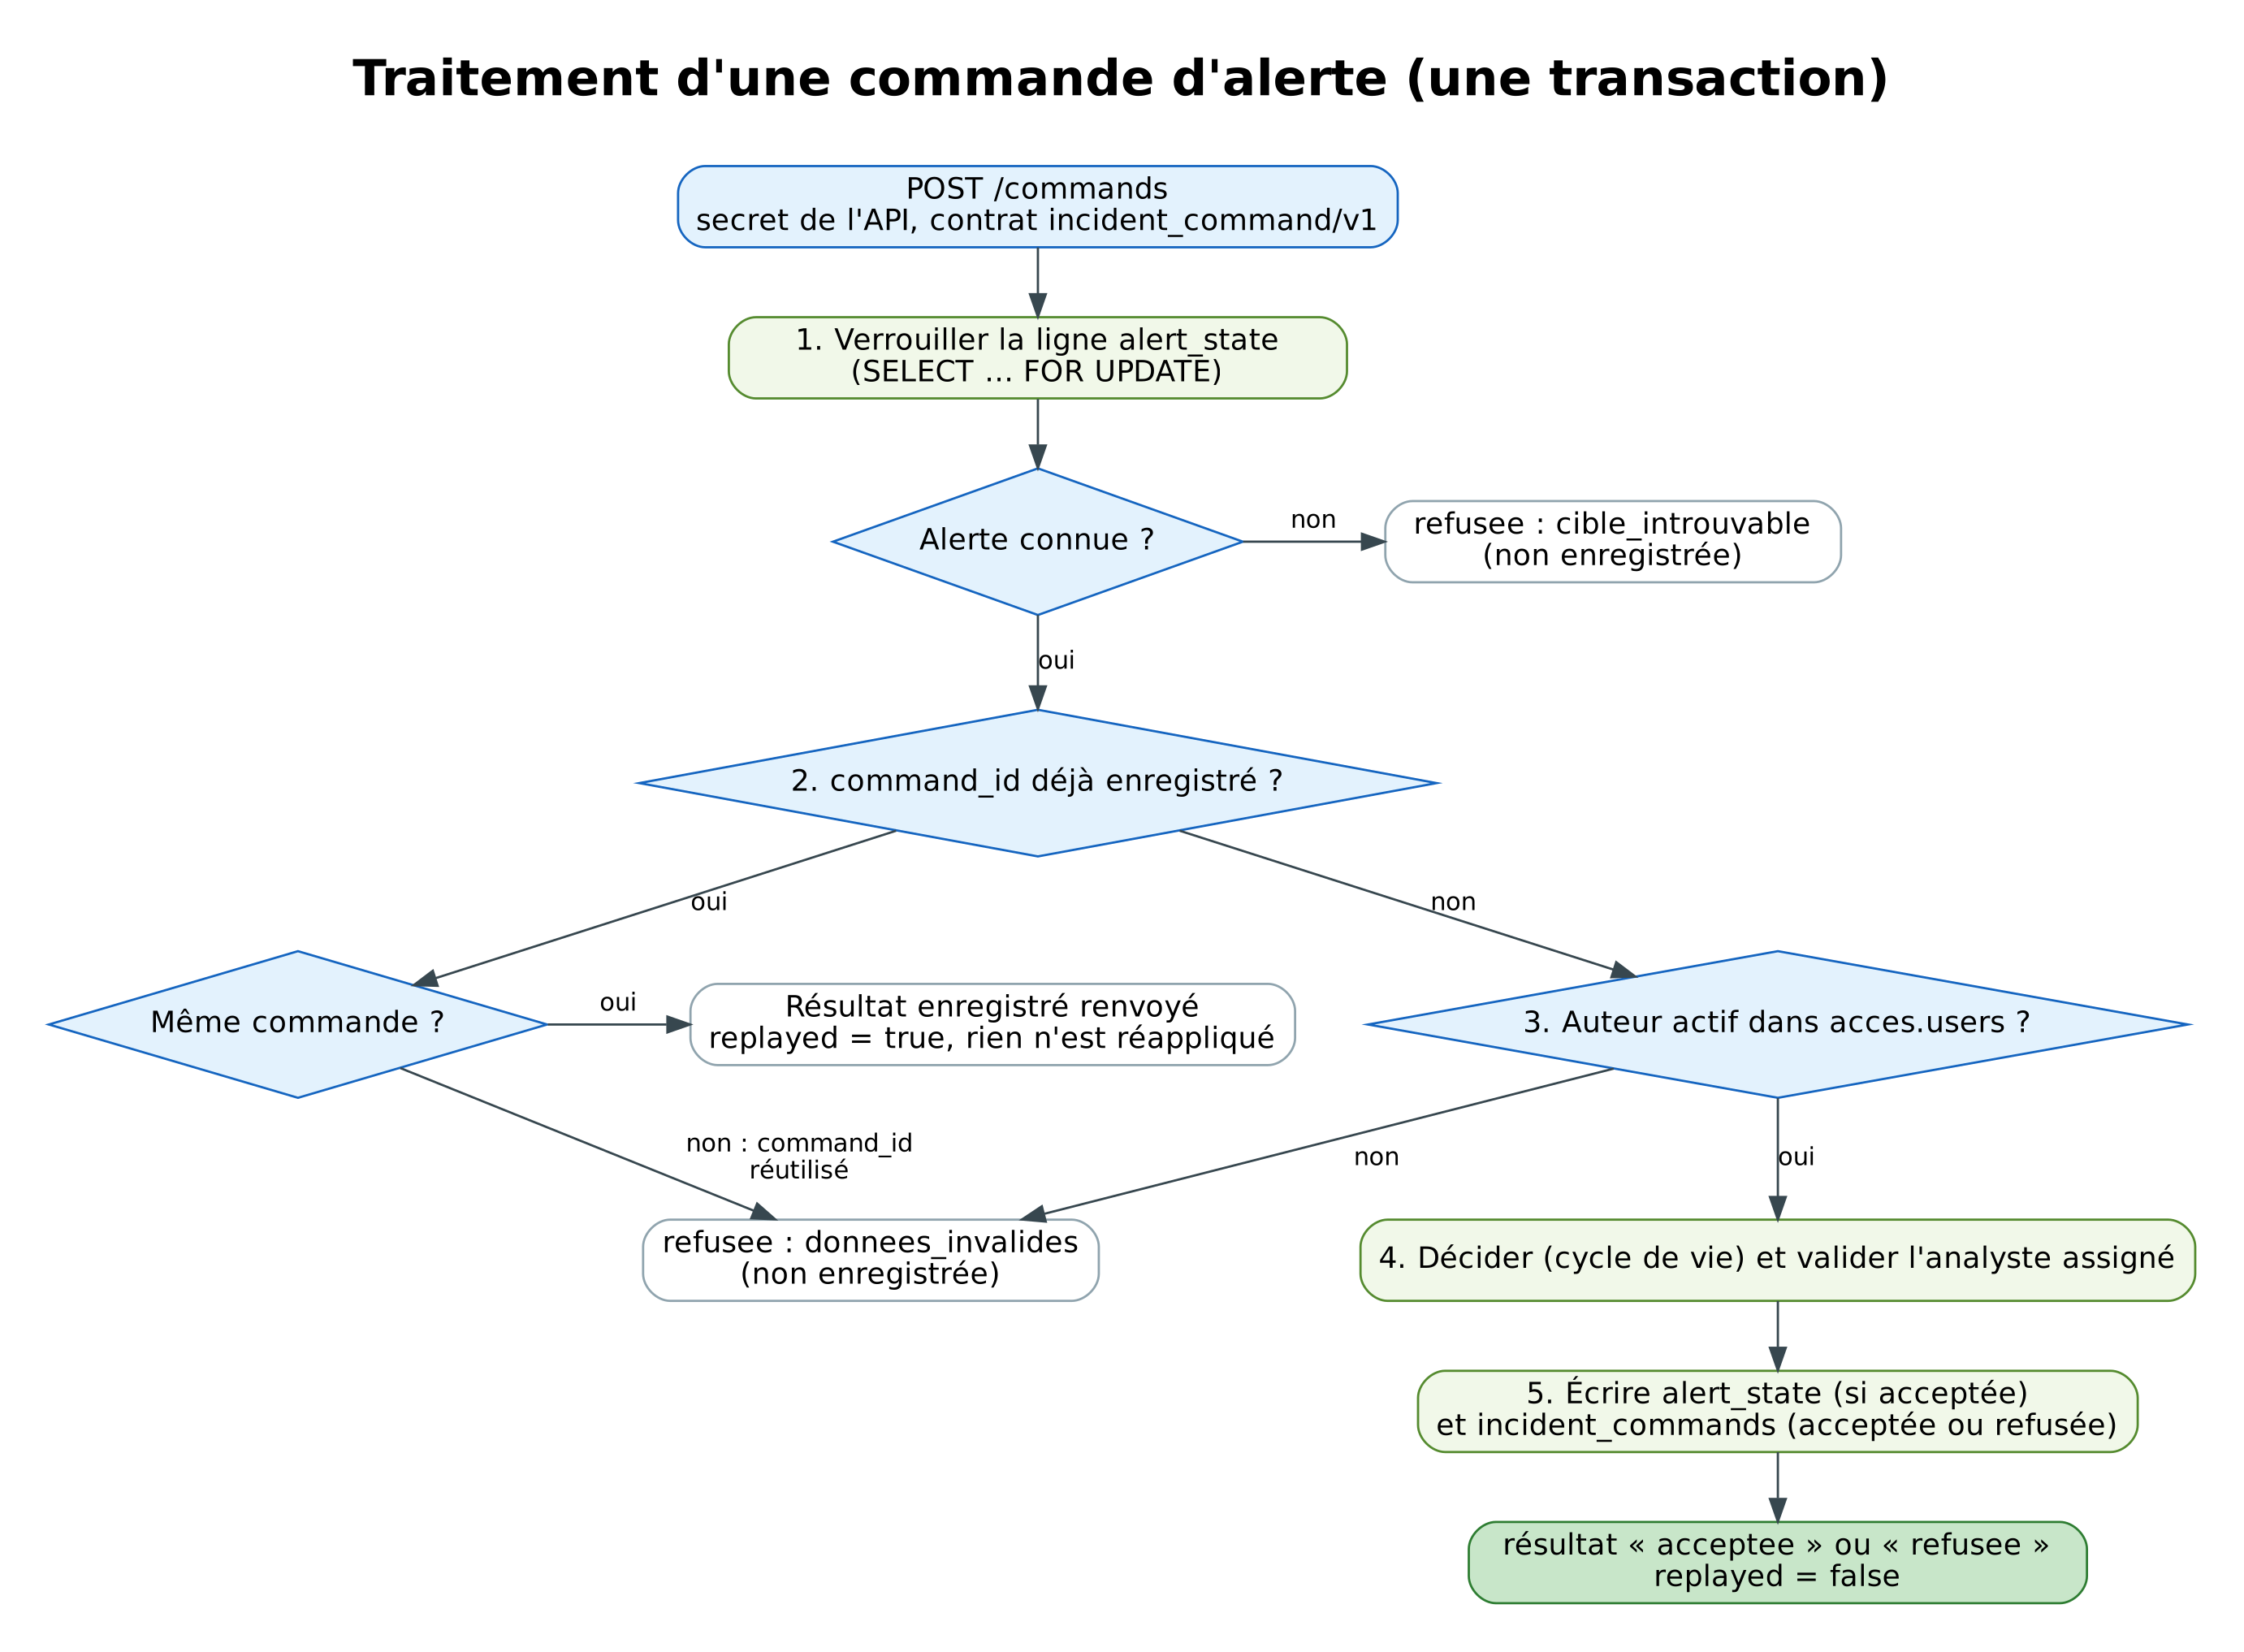 Traitement d'une commande d'alerte (une transaction)
POST /commands
secret de l'API, contrat incident_command/v1
1. Verrouiller la ligne alert_state
(SELECT ... FOR UPDATE)
Alerte connue ?
non
refusee : cible_introuvable
(non enregistrée)
oui
2. command_id déjà enregistré ?
oui
non
Même commande ?
oui
Résultat enregistré renvoyé
replayed = true, rien n'est réappliqué
3. Auteur actif dans acces.users ?
non : command_id
réutilisé
non
oui
refusee : donnees_invalides
(non enregistrée)
4. Décider (cycle de vie) et valider l'analyste assigné
5. Écrire alert_state (si acceptée)
et incident_commands (acceptée ou refusée)
résultat « acceptee » ou « refusee »
replayed = false